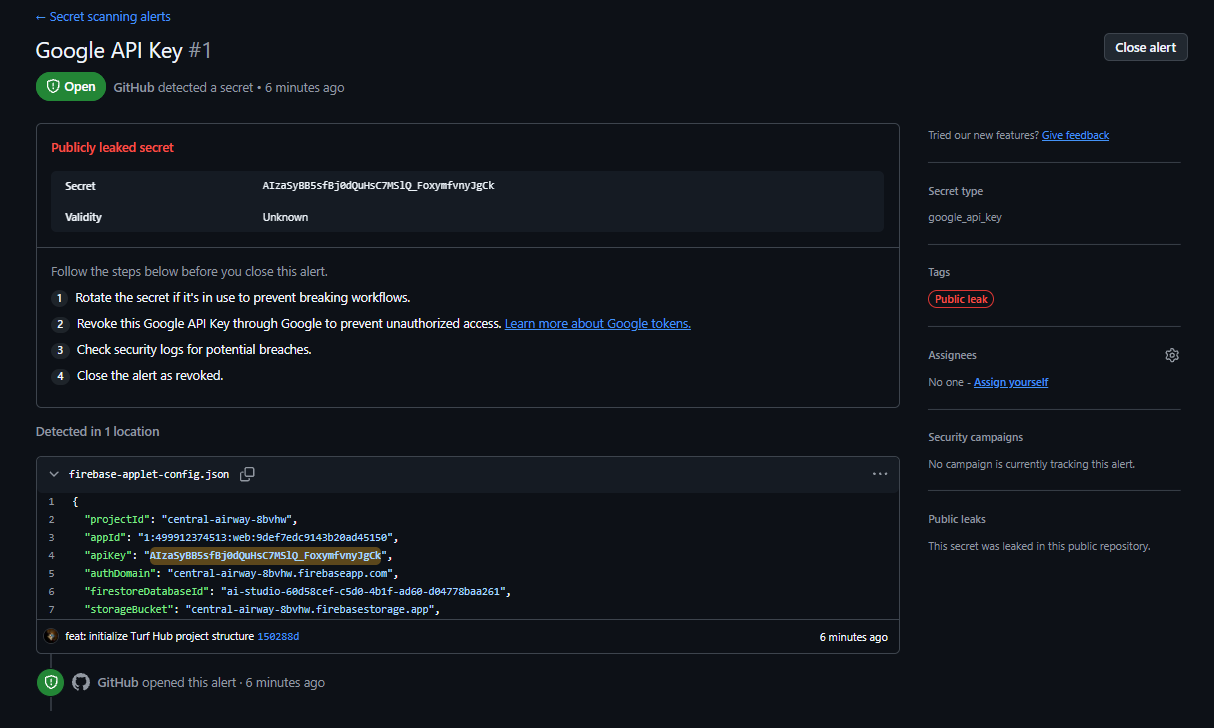 ← Secret scanning alerts
Google API Key #1
Close alert
Open
GitHub detected a secret • 6 minutes ago
Publicly leaked secret
Secret AIzaSyBB5sfBj0dQuHsC7MSlQ_FoxymfvnyJgCk
Validity Unknown
Follow the steps below before you close this alert.
1 Rotate the secret if it's in use to prevent breaking workflows.
2 Revoke this Google API Key through Google to prevent unauthorized access. Learn more about Google tokens.
3 Check security logs for potential breaches.
4 Close the alert as revoked.
Detected in 1 location
firebase-applet-config.json
1 {
2 "projectId": "central-airway-8bvhw",
3 "appId": "1:499912374513:web:9def7edc9143b20ad45150",
4 "apiKey": "AIzaSyBB5sfBj0dQuHsC7MSlQ_FoxymfvnyJgCk",
5 "authDomain": "central-airway-8bvhw.firebaseapp.com",
6 "firestoreDatabaseId": "ai-studio-60d58cef-c5d0-4b1f-ad60-d04778baa261",
7 "storageBucket": "central-airway-8bvhw.firebasestorage.app",
feat: initialize Turf Hub project structure 150288d
6 minutes ago
GitHub opened this alert · 6 minutes ago
Tried our new features? Give feedback
Secret type
google_api_key
Tags
Public leak
Assignees
No one - Assign yourself
Security campaigns
No campaign is currently tracking this alert.
Public leaks
This secret was leaked in this public repository.